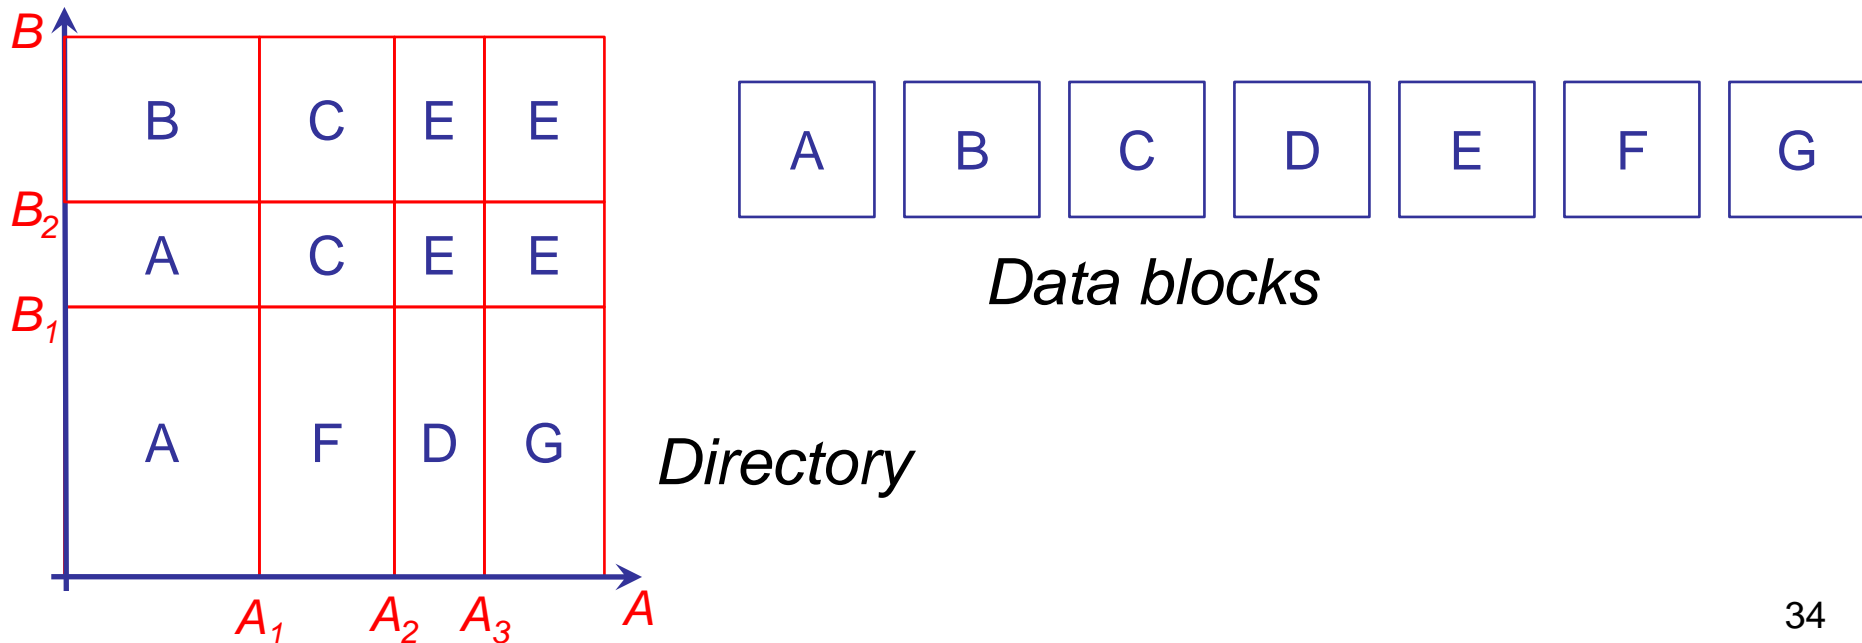 B
B C E E
B₂
A C E E
B₁
A F D G
A₁ A₂ A₃ A
Directory
A B C D E F G
Data blocks
34